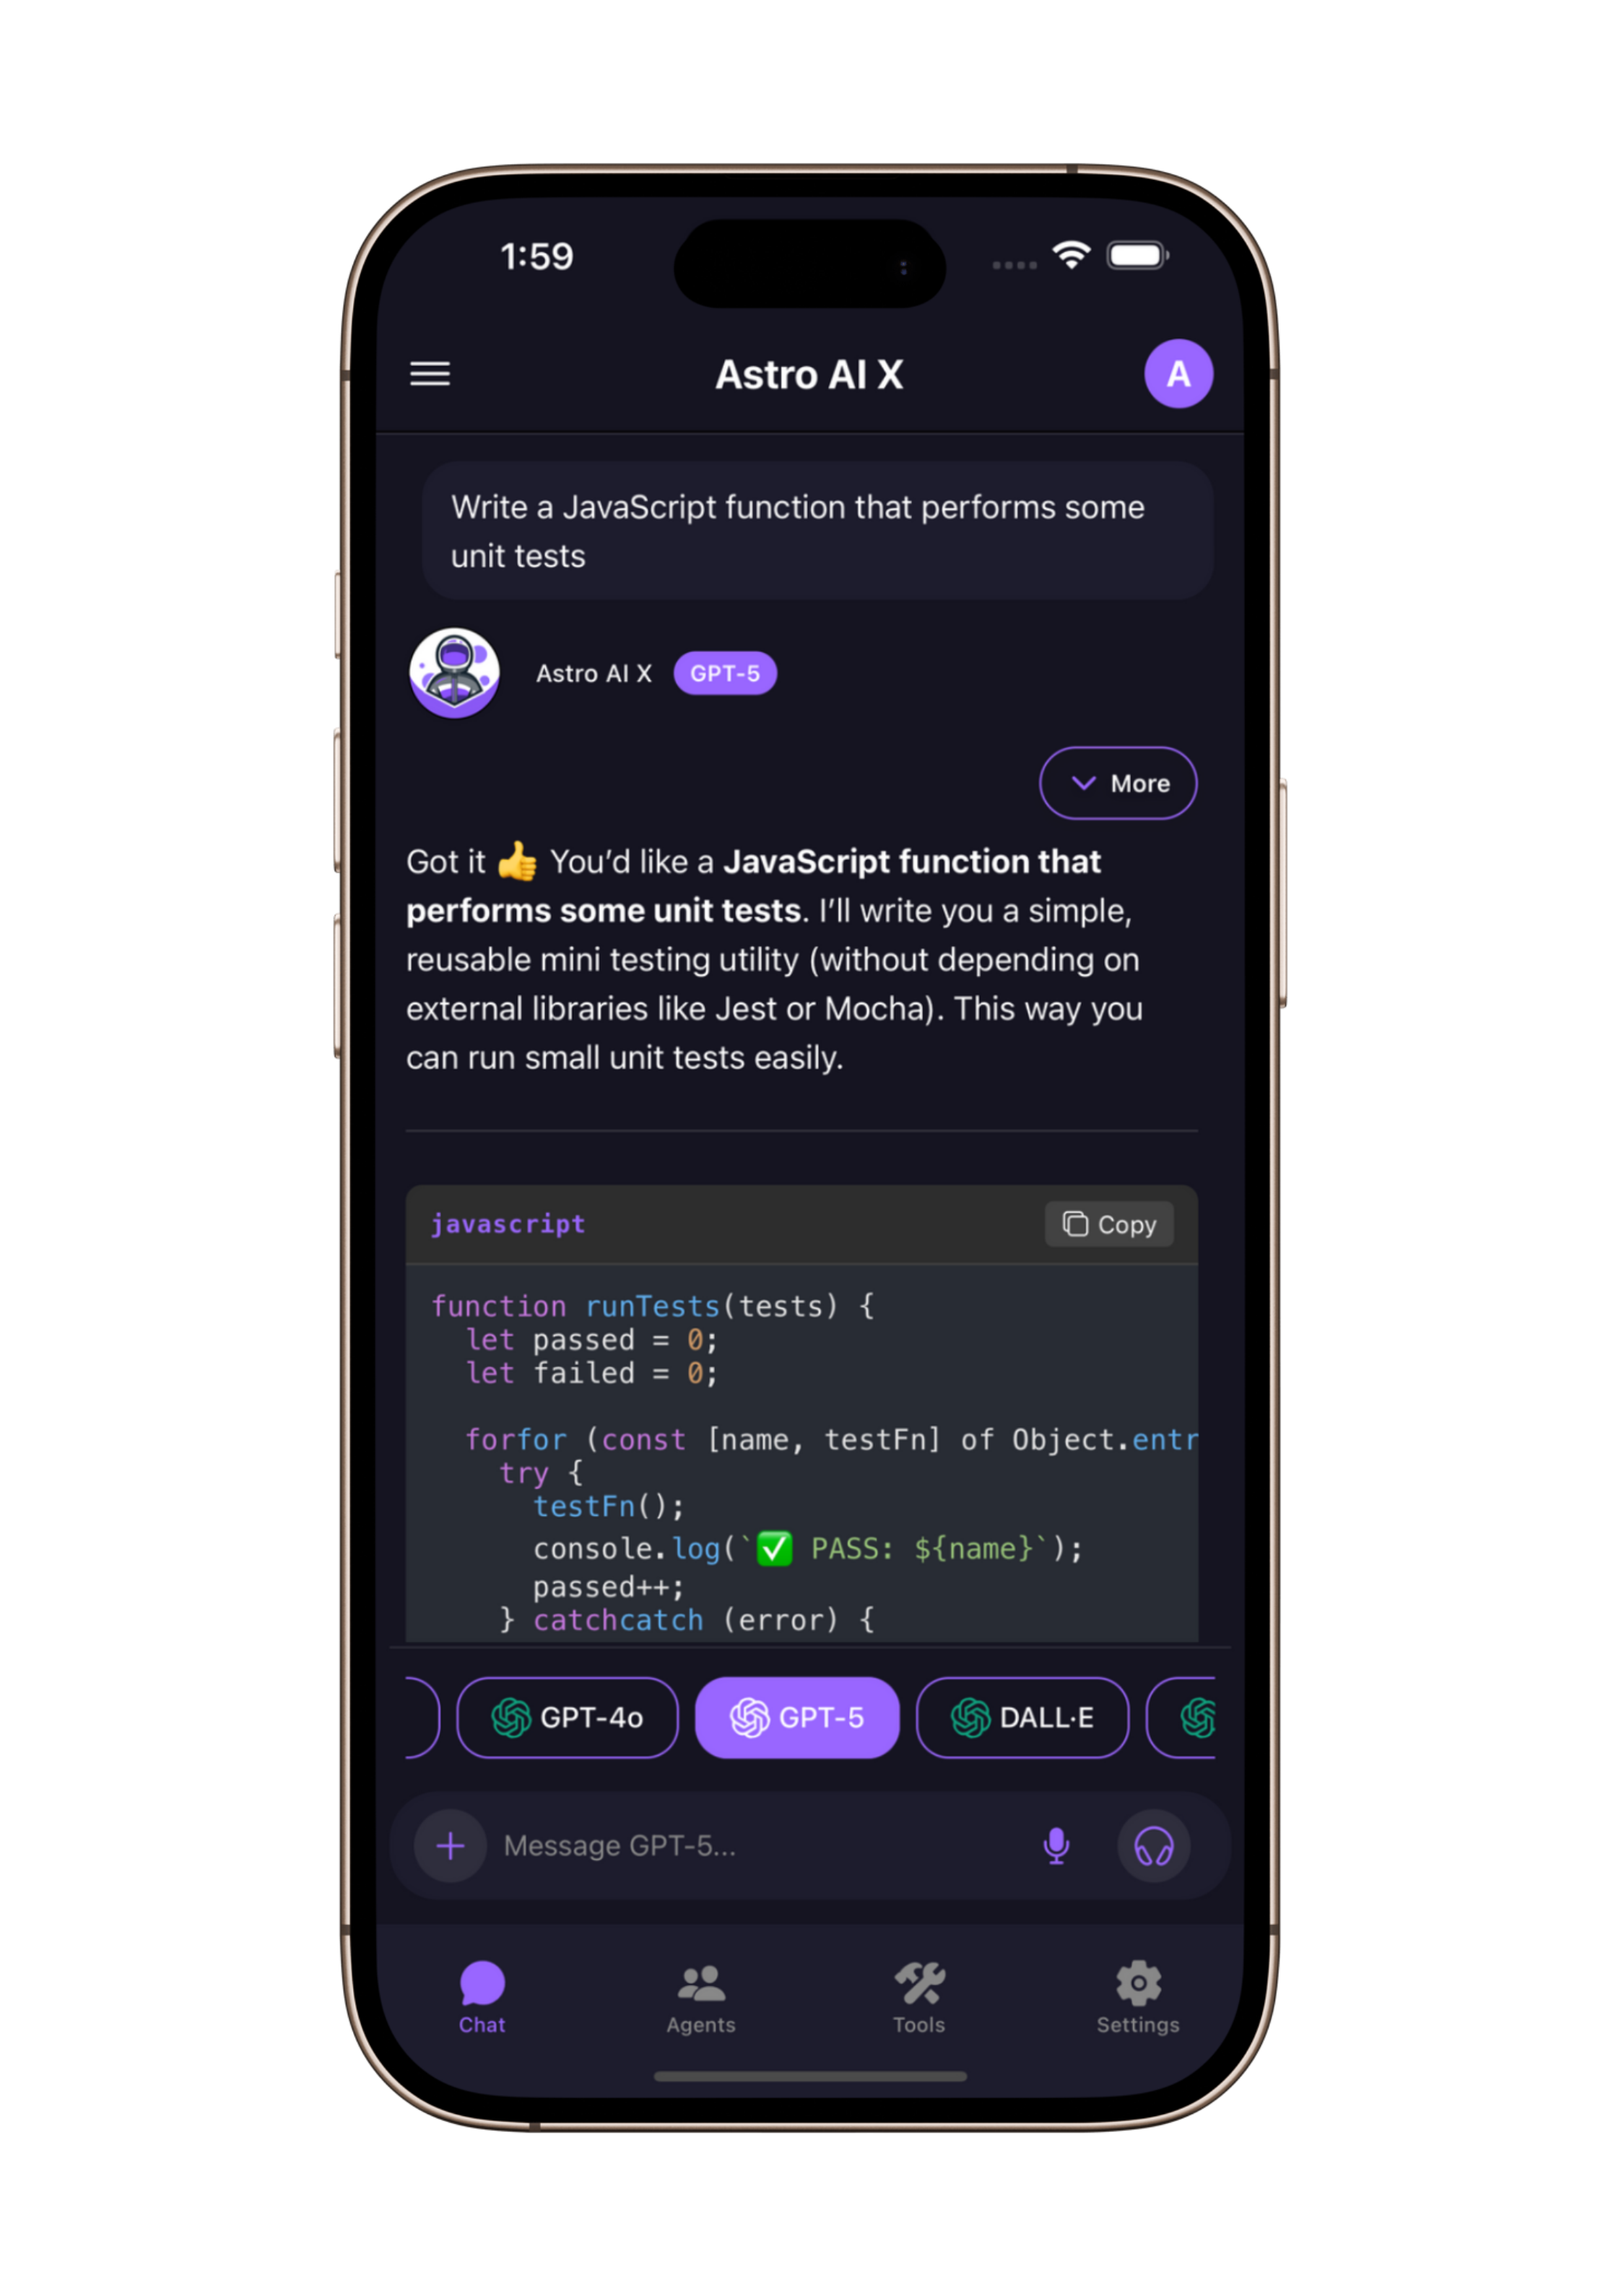 1:59
Astro AI X
A
Write a JavaScript function that performs some
unit tests
Astro AI X GPT-5
More
Got it 👍 You’d like a JavaScript function that
performs some unit tests. I’ll write you a simple,
reusable mini testing utility (without depending on
external libraries like Jest or Mocha). This way you
can run small unit tests easily.
javascript Copy
function runTests(tests) {
  let passed = 0;
  let failed = 0;
  forfor (const [name, testFn] of Object.entr
    try {
      testFn();
      console.log(`✅ PASS: ${name}`);
      passed++;
    } catchcatch (error) {
GPT-4o GPT-5 DALL·E
Message GPT-5...
Chat Agents Tools Settings